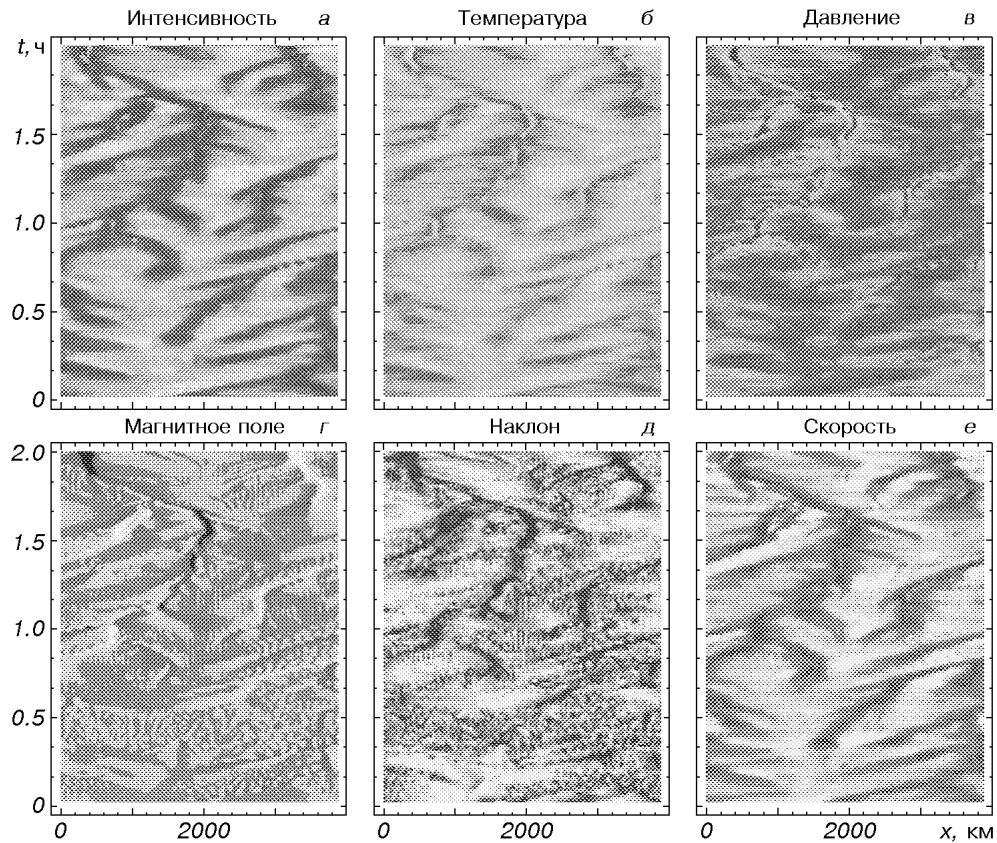 Интенсивность а Температура б Давление в
t, ч
1.5
1.0
0.5
0
Магнитное поле г Наклон д Скорость е
2.0
1.5
1.0
0.5
0
0 2000 0 2000 0 2000 x, км